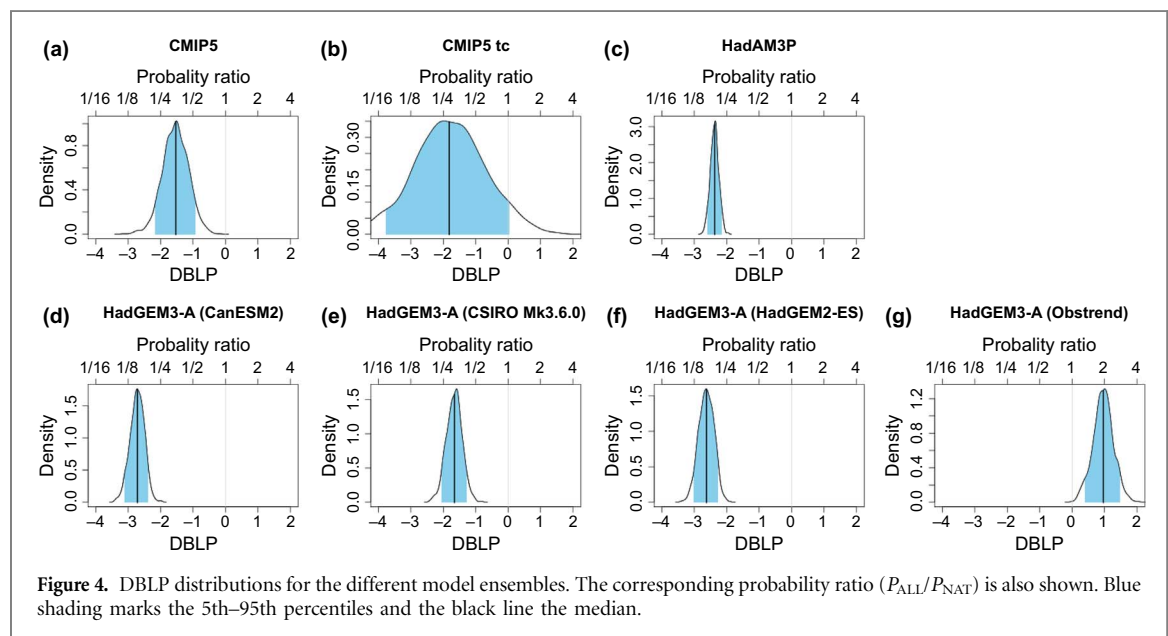 (a) CMIP5
Probality ratio
1/16 1/8 1/4 1/2 1 2 4
Density
0.0 0.4 0.8
−4 −3 −2 −1 0 1 2
DBLP
(b) CMIP5 tc
Probality ratio
1/16 1/8 1/4 1/2 1 2 4
Density
0.00 0.15 0.30
−4 −3 −2 −1 0 1 2
DBLP
(c) HadAM3P
Probality ratio
1/16 1/8 1/4 1/2 1 2 4
Density
0.0 1.0 2.0 3.0
−4 −3 −2 −1 0 1 2
DBLP
(d) HadGEM3-A (CanESM2)
Probality ratio
1/16 1/8 1/4 1/2 1 2 4
Density
0.0 0.5 1.0 1.5
−4 −3 −2 −1 0 1 2
DBLP
(e) HadGEM3-A (CSIRO Mk3.6.0)
Probality ratio
1/16 1/8 1/4 1/2 1 2 4
Density
0.0 0.5 1.0 1.5
−4 −3 −2 −1 0 1 2
DBLP
(f) HadGEM3-A (HadGEM2-ES)
Probality ratio
1/16 1/8 1/4 1/2 1 2 4
Density
0.0 0.5 1.0 1.5
−4 −3 −2 −1 0 1 2
DBLP
(g) HadGEM3-A (Obstrend)
Probality ratio
1/16 1/8 1/4 1/2 1 2 4
Density
0.0 0.4 0.8 1.2
−4 −3 −2 −1 0 1 2
DBLP
Figure 4. DBLP distributions for the different model ensembles. The corresponding probability ratio (PALL/PNAT) is also shown. Blue
shading marks the 5th–95th percentiles and the black line the median.